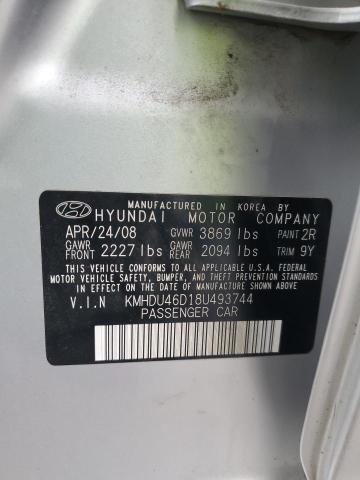 MANUFACTURED IN KOREA BY
HYUNDAI MOTOR COMPANY
APR/24/08 GVWR 3869 lbs PAINT 2R
GAWR FRONT 2227 lbs GAWR REAR 2094 lbs TRIM 9Y
THIS VEHICLE CONFORMS TO ALL APPLICABLE U.S.A. FEDERAL
MOTOR VEHICLE SAFETY, BUMPER, AND THEFT PREVENTION STANDARDS
IN EFFECT ON THE DATE OF MANUFACTURE SHOWN ABOVE.
V.I.N KMHDU46D18U493744
PASSENGER CAR